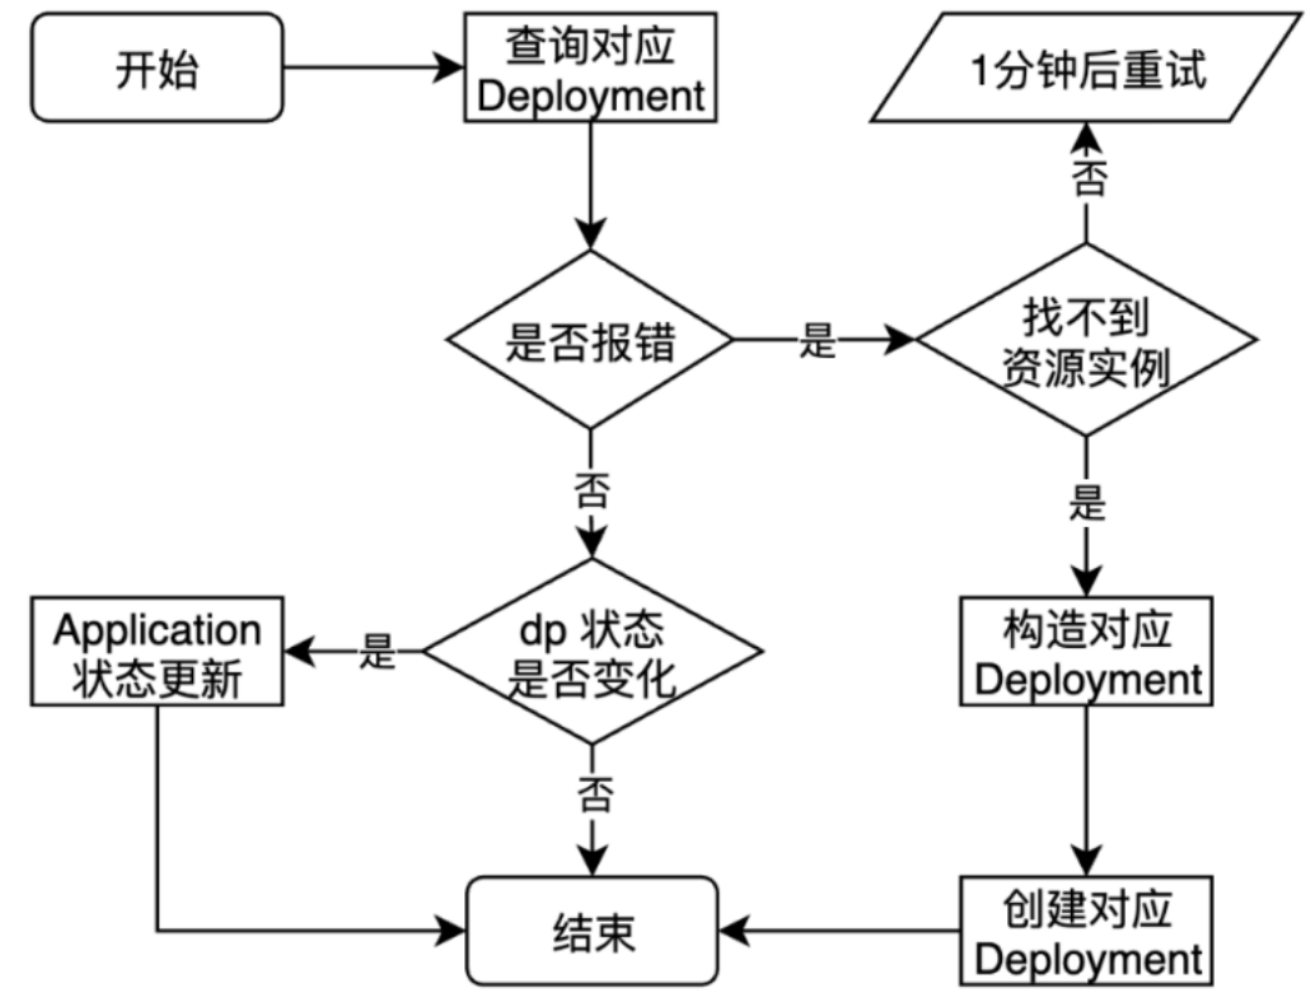 开始
查询对应
Deployment
1分钟后重试
否
是否报错
是
找不到
资源实例
否
是
Application
状态更新
是
dp 状态
是否变化
构造对应
Deployment
否
结束
创建对应
Deployment